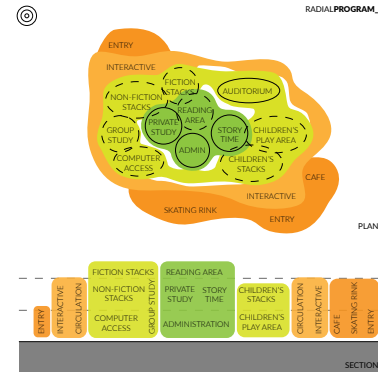 RADIALPROGRAM_
ENTRY
INTERACTIVE
FICTION
STACKS
AUDITORIUM
NON-FICTION
STACKS
READING
AREA
PRIVATE
STUDY
GROUP
STUDY
STORY
TIME
CHILDREN'S
PLAY AREA
ADMIN
COMPUTER
ACCESS
CHILDREN'S
STACKS
CAFE
INTERACTIVE
SKATING RINK
ENTRY
PLAN
ENTRY
INTERACTIVE
CIRCULATION
FICTION STACKS
NON-FICTION
STACKS
COMPUTER
ACCESS
GROUP STUDY
READING AREA
PRIVATE
STUDY
STORY
TIME
ADMINISTRATION
CHILDREN'S
STACKS
CHILDREN'S
PLAY AREA
CIRCULATION
INTERACTIVE
CAFE
SKATING RINK
ENTRY
SECTION